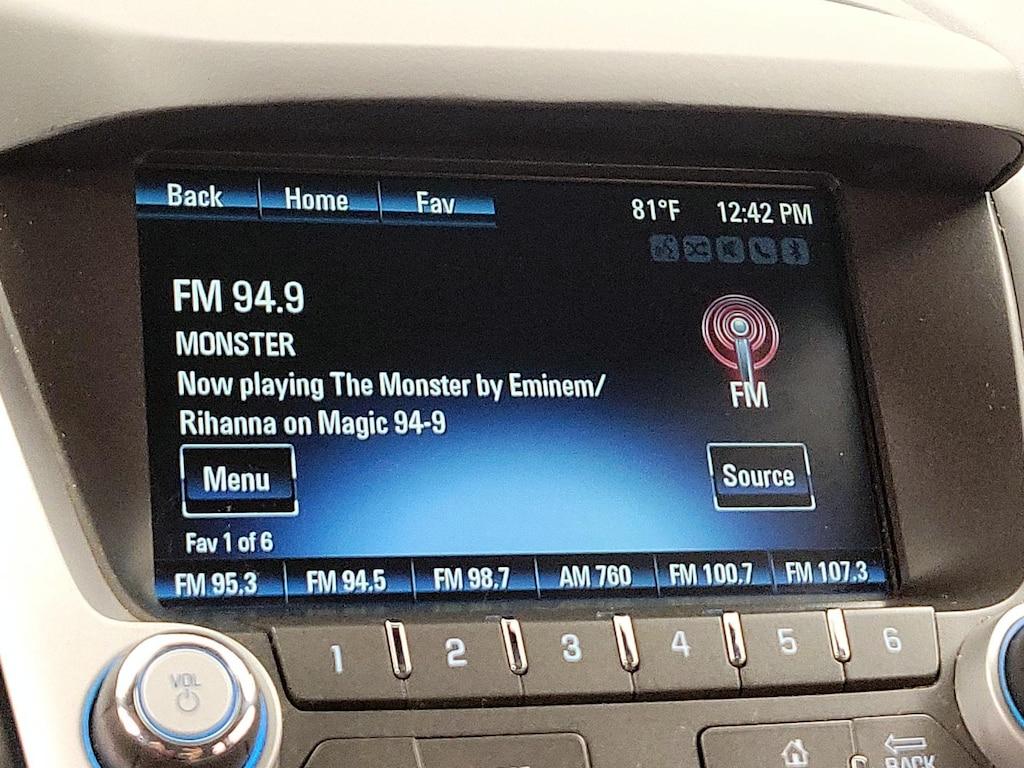 Back Home Fav 81°F 12:42 PM
FM 94.9
MONSTER
Now playing The Monster by Eminem/
Rihanna on Magic 94-9
FM
Menu Source
Fav 1 of 6
FM 95.3 FM 94.5 FM 98.7 AM 760 FM 100.7 FM 107.3
1 2 3 4 5 6
VOL
BACK